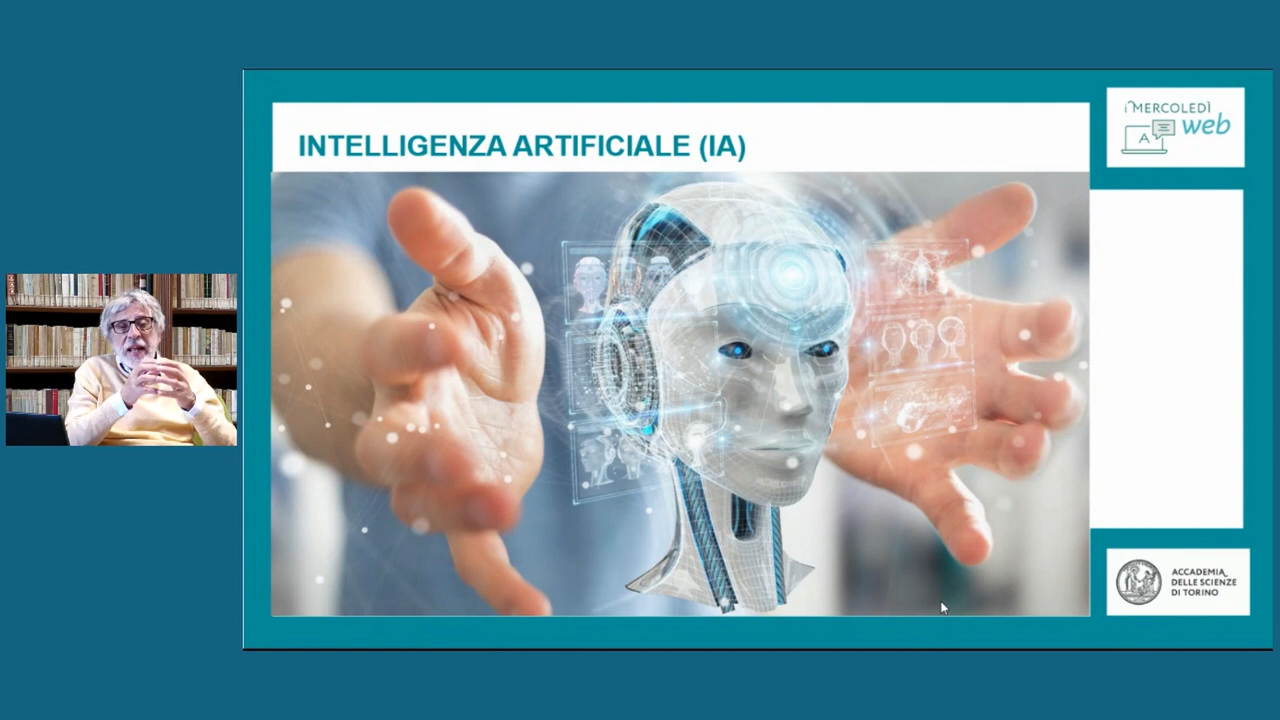 INTELLIGENZA ARTIFICIALE (IA)
i MERCOLEDÌ
A
web
ACCADEMIA
DELLE SCIENZE
DI TORINO